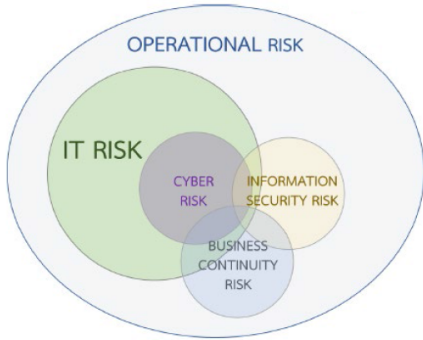 OPERATIONAL RISK
IT RISK
CYBER
RISK
INFORMATION
SECURITY RISK
BUSINESS
CONTINUITY
RISK